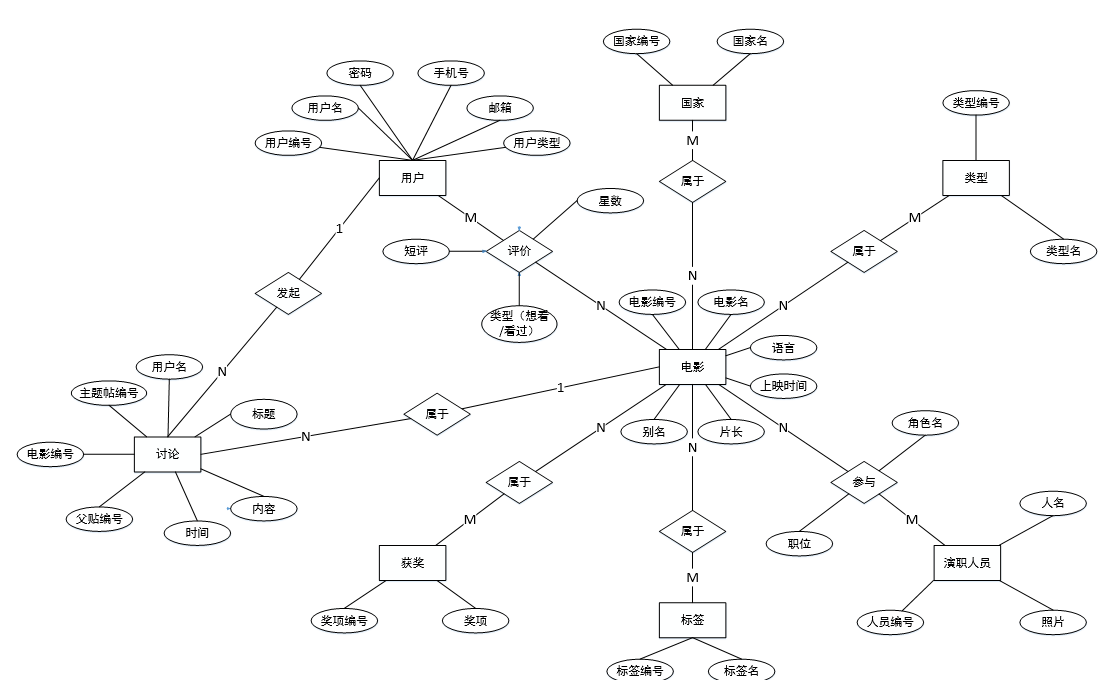 国家编号
国家名
密码
手机号
用户名
邮箱
用户编号
用户类型
国家
类型编号
M
用户
属于
类型
M
星数
M
1
短评
评价
属于
类型名
发起
N
类型（想看
/看过）
N
电影编号
电影名
N
语言
电影
上映时间
用户名
N
主题帖编号
标题
属于
1
N
别名
片长
N
N
N
角色名
电影编号
讨论
属于
参与
父贴编号
时间
内容
M
属于
职位
M
人名
获奖
M
演职人员
奖项编号
奖项
标签
人员编号
照片
标签编号
标签名